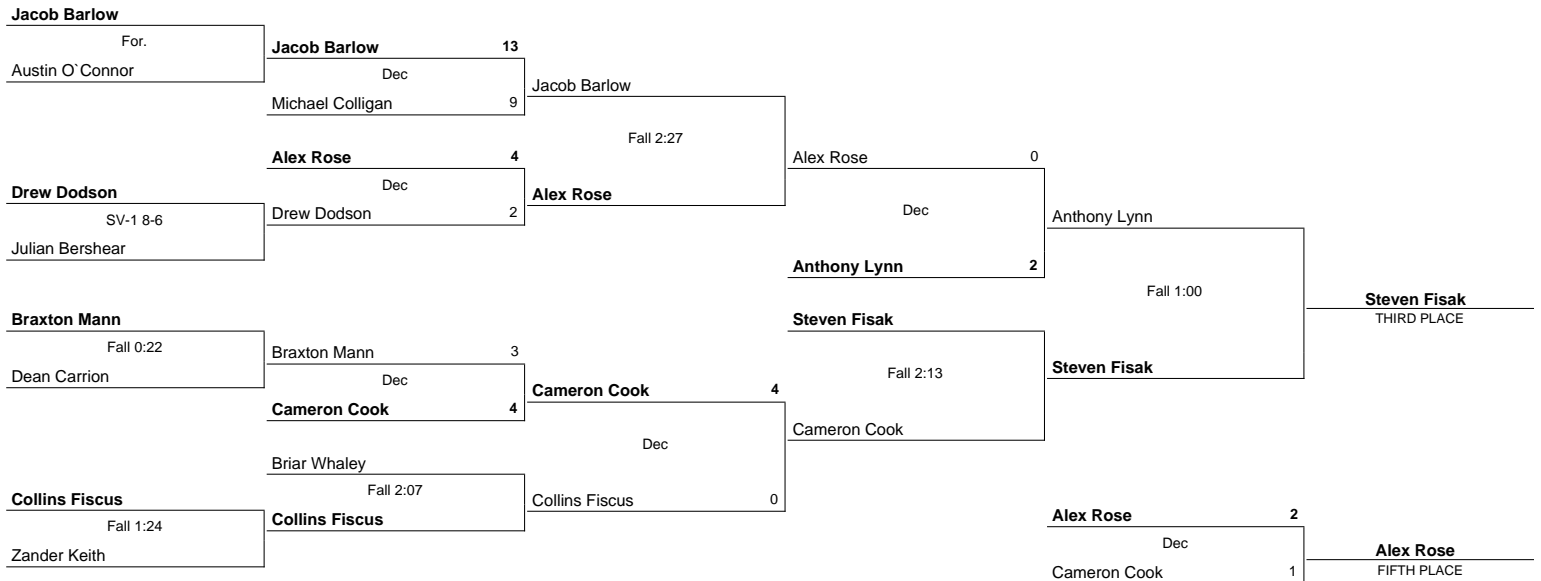 Jacob Barlow
For.
Austin O`Connor
Drew Dodson
SV-1 8-6
Julian Bershear
Braxton Mann
Fall 0:22
Dean Carrion
Collins Fiscus
Fall 1:24
Zander Keith
Jacob Barlow 13
Dec
Michael Colligan 9
Alex Rose 4
Dec
Drew Dodson 2
Braxton Mann 3
Dec
Cameron Cook 4
Briar Whaley
Fall 2:07
Collins Fiscus
Jacob Barlow
Fall 2:27
Alex Rose
Cameron Cook 4
Dec
Collins Fiscus 0
Alex Rose 0
Dec
Anthony Lynn 2
Steven Fisak
Fall 2:13
Cameron Cook
Anthony Lynn
Fall 1:00
Steven Fisak
Steven Fisak
THIRD PLACE
Alex Rose 2
Dec
Cameron Cook 1
Alex Rose
FIFTH PLACE